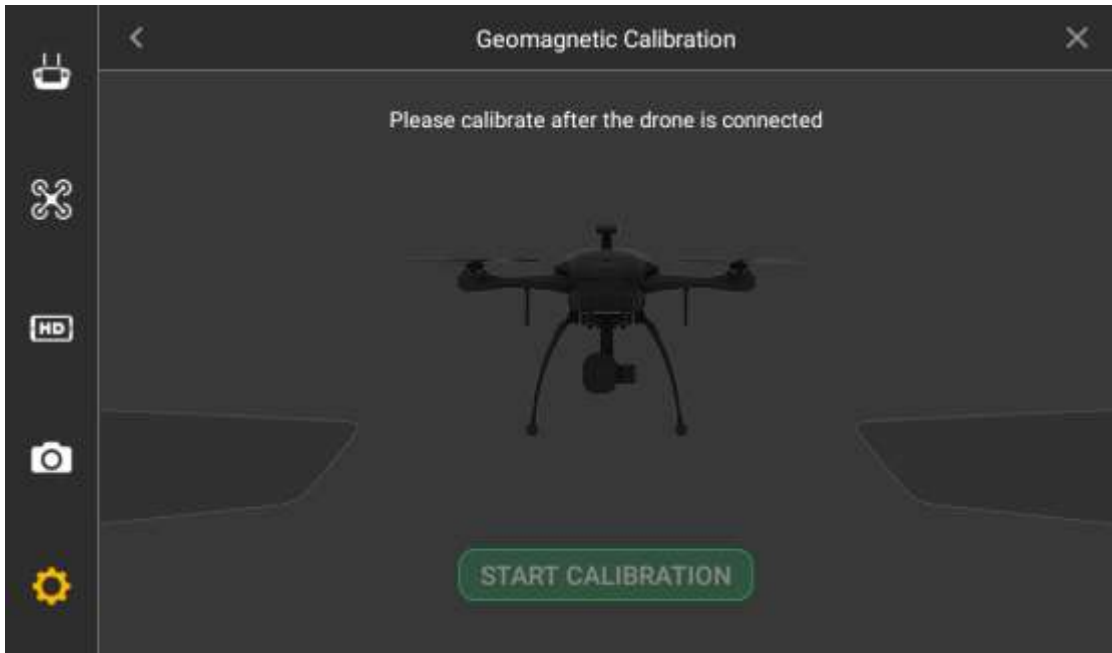 Geomagnetic Calibration
Please calibrate after the drone is connected
HD
START CALIBRATION